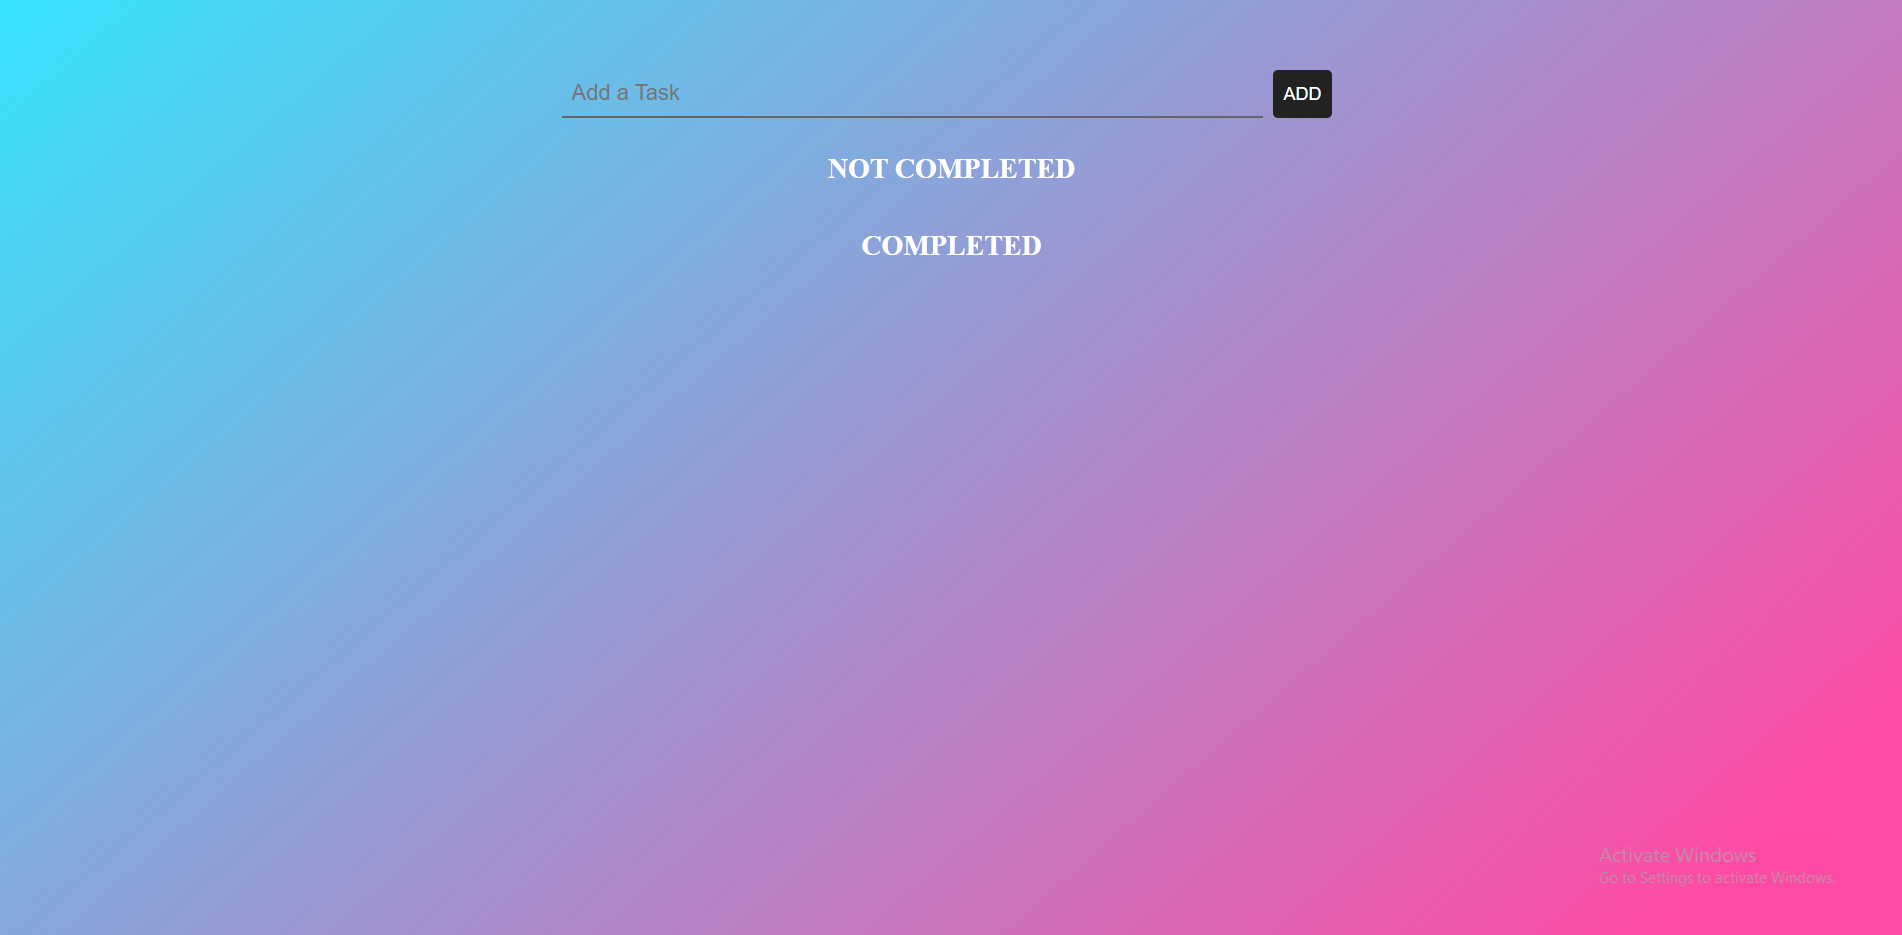 Add a Task
ADD
NOT COMPLETED
COMPLETED
Activate Windows
Go to Settings to activate Windows.